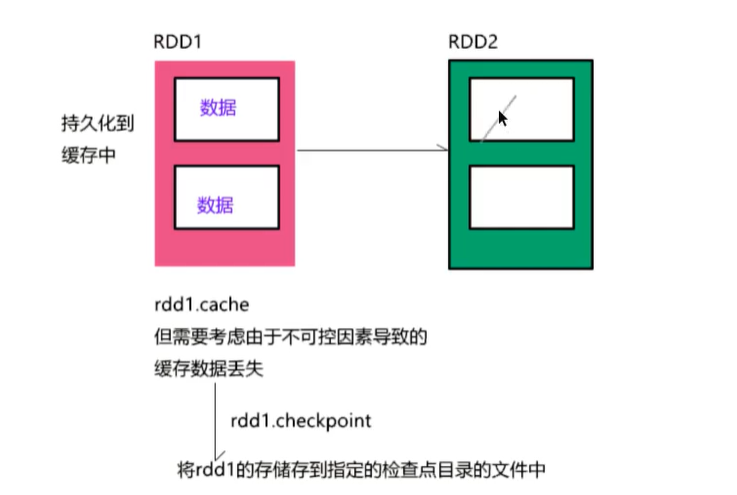 RDD1
RDD2
持久化到
缓存中
数据
数据
rdd1.cache
但需要考虑由于不可控因素导致的
缓存数据丢失
rdd1.checkpoint
将rdd1的存储存到指定的检查点目录的文件中